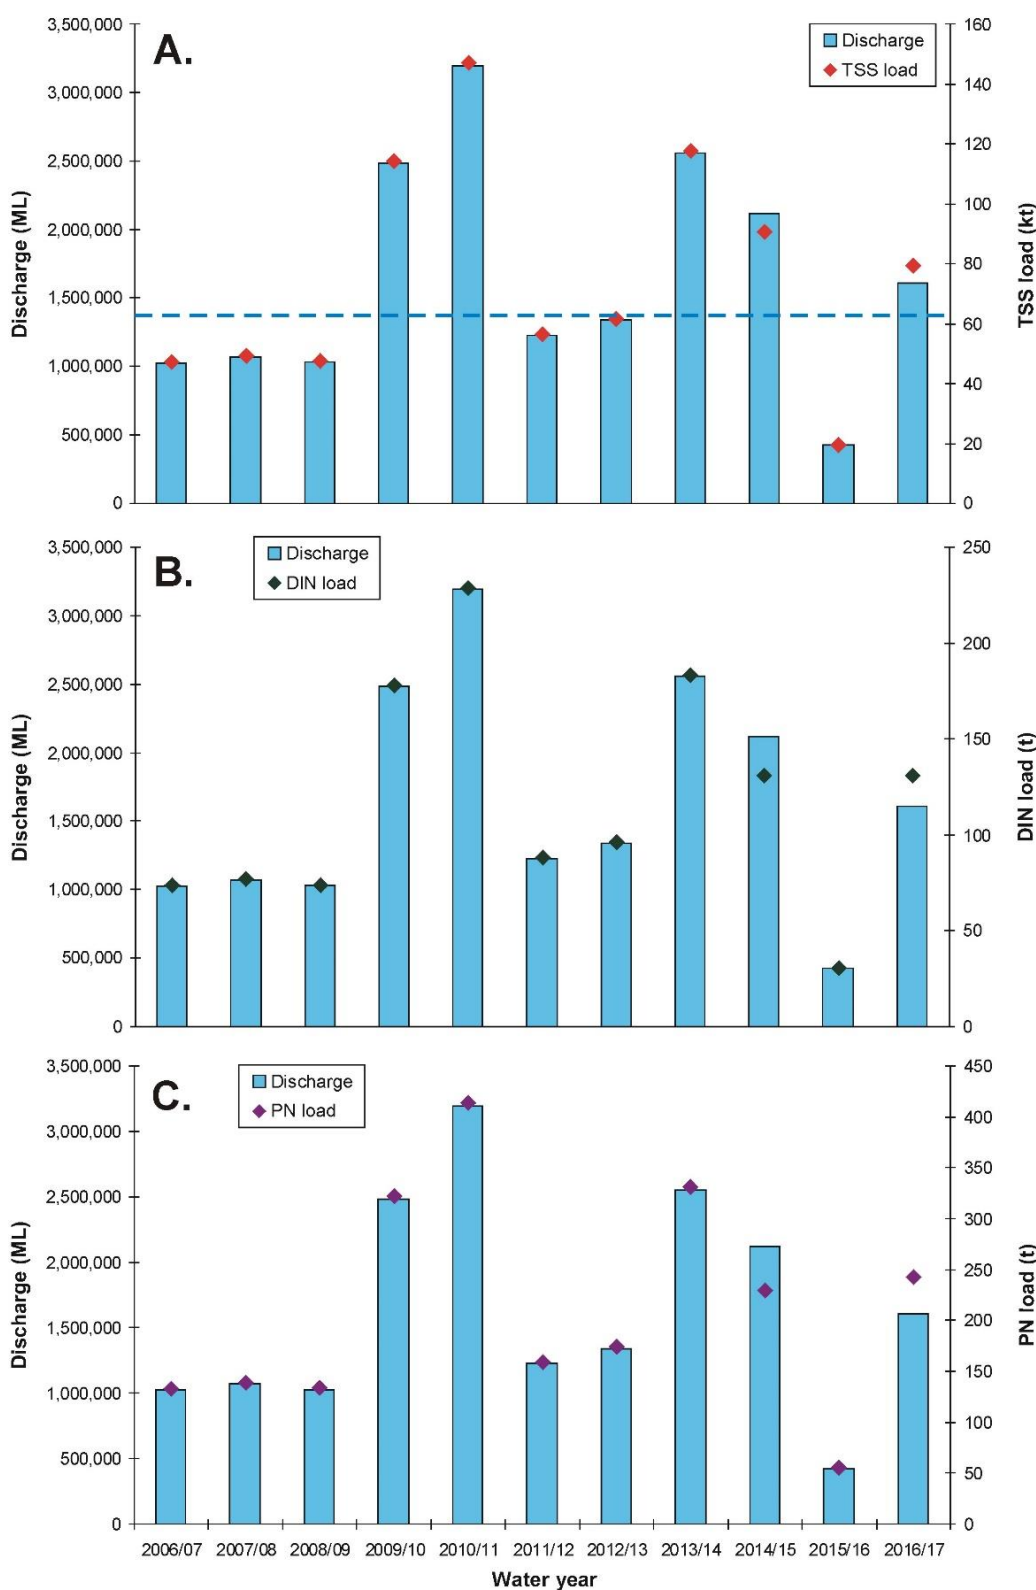 A.
Discharge
TSS load
3,500,000
3,000,000
2,500,000
2,000,000
1,500,000
1,000,000
500,000
0
Discharge (ML)
160
140
120
100
80
60
40
20
0
TSS load (kt)
B.
Discharge
DIN load
3,500,000
3,000,000
2,500,000
2,000,000
1,500,000
1,000,000
500,000
0
Discharge (ML)
250
200
150
100
50
0
DIN load (t)
C.
Discharge
PN load
3,500,000
3,000,000
2,500,000
2,000,000
1,500,000
1,000,000
500,000
0
Discharge (ML)
450
400
350
300
250
200
150
100
50
0
PN load (t)
2006/07 2007/08 2008/09 2009/10 2010/11 2011/12 2012/13 2013/14 2014/15 2015/16 2016/17
Water year